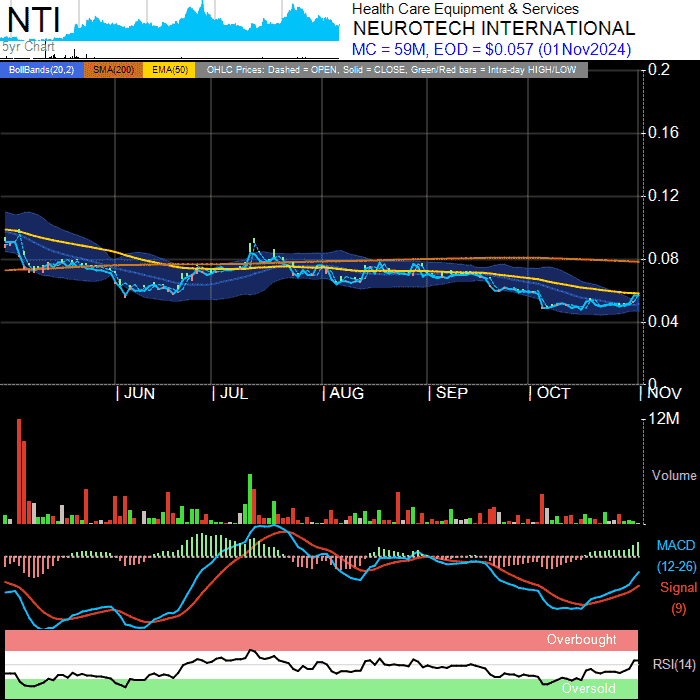 NTI
5yr Chart
Health Care Equipment & Services
NEUROTECH INTERNATIONAL
MC = 59M, EOD = $0.057 (01Nov2024)
BollBands(20,2) SMA(200) EMA(50) OHLC Prices: Dashed = OPEN, Solid = CLOSE, Green/Red bars = Intra-day HIGH/LOW
0.2
0.16
0.12
0.08
0.04
0
JUN JUL AUG SEP OCT NOV
12M
Volume
MACD
(12-26)
Signal
(9)
Overbought
RSI(14)
Oversold